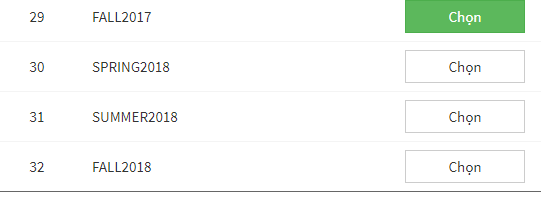 29 FALL2017 Chọn
30 SPRING2018 Chọn
31 SUMMER2018 Chọn
32 FALL2018 Chọn